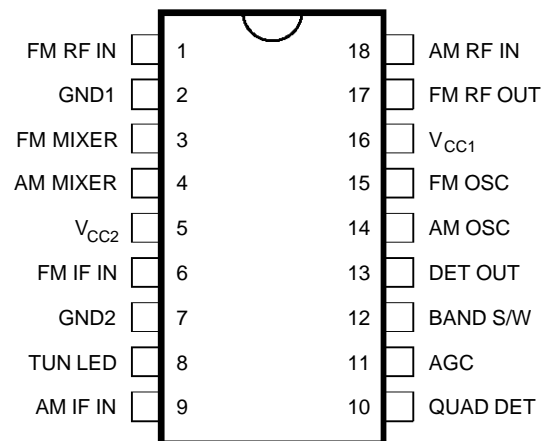 FM RF IN 1 18 AM RF IN
GND1 2 17 FM RF OUT
FM MIXER 3 16 VCC1
AM MIXER 4 15 FM OSC
VCC2 5 14 AM OSC
FM IF IN 6 13 DET OUT
GND2 7 12 BAND S/W
TUN LED 8 11 AGC
AM IF IN 9 10 QUAD DET